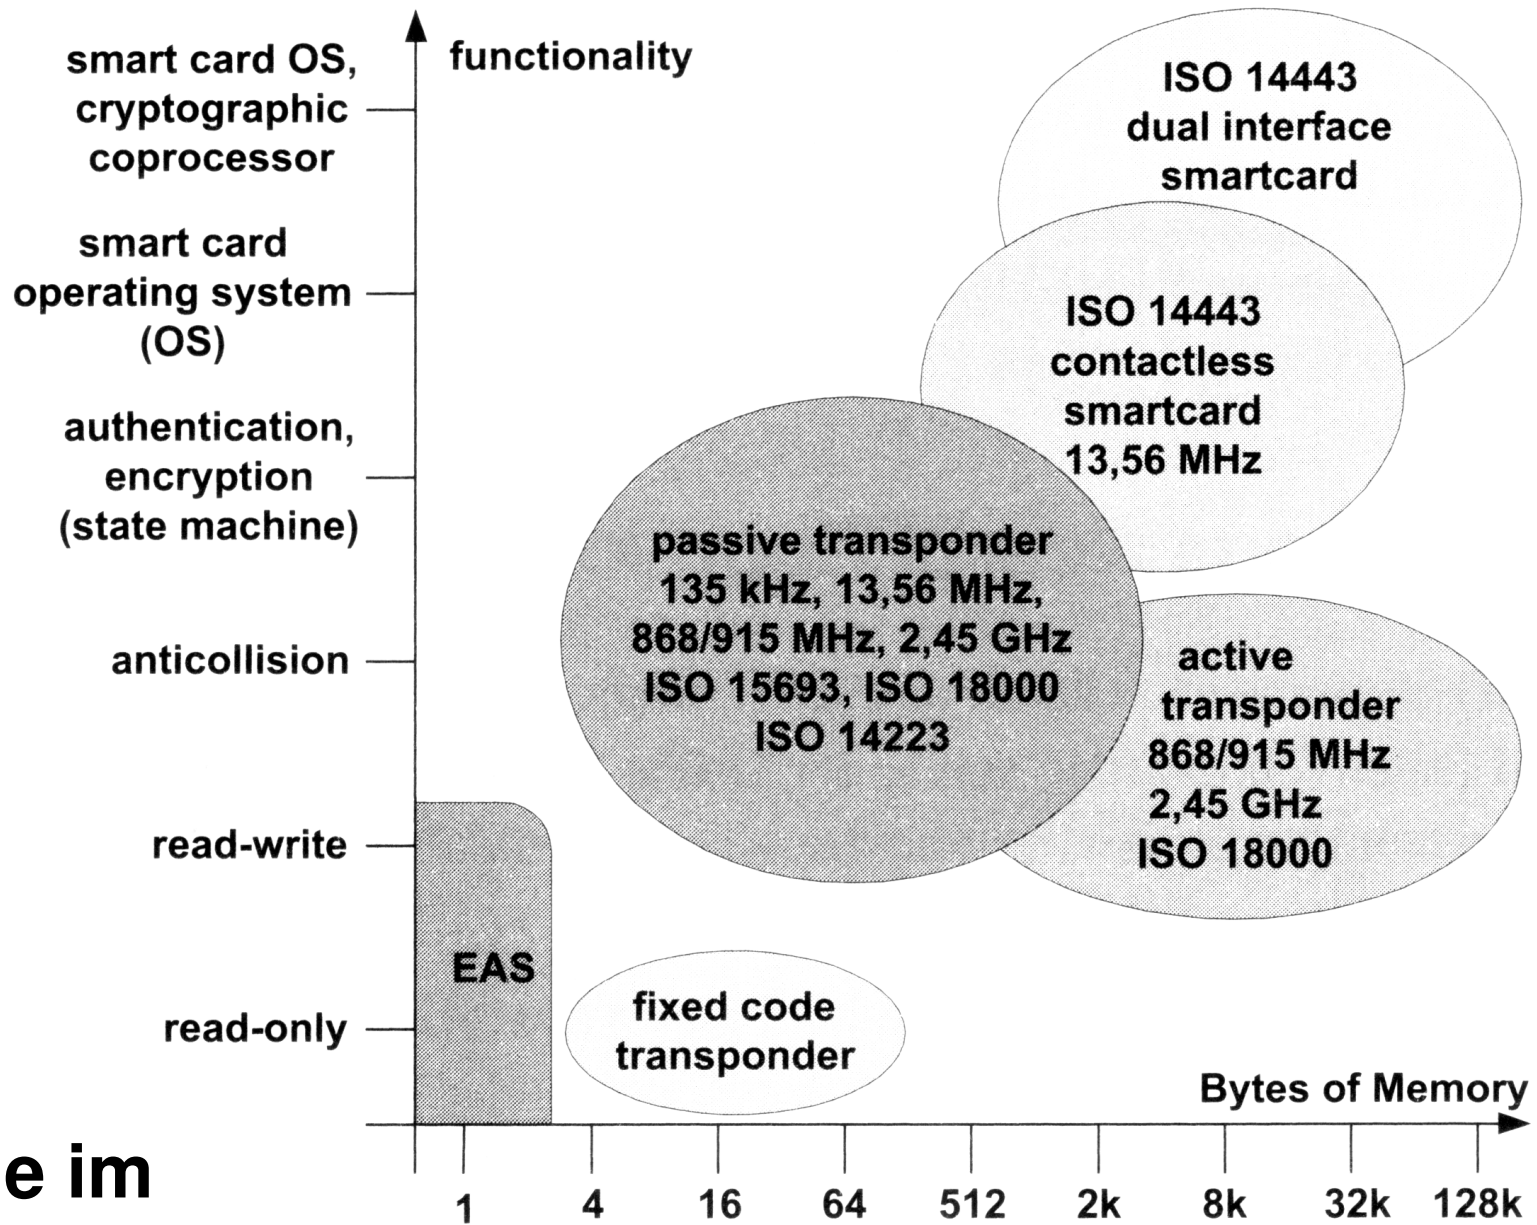 functionality
smart card OS,
cryptographic
coprocessor
smart card
operating system
(OS)
authentication,
encryption
(state machine)
anticollision
read-write
read-only
ISO 14443
dual interface
smartcard
ISO 14443
contactless
smartcard
13,56 MHz
passive transponder
135 kHz, 13,56 MHz,
868/915 MHz, 2,45 GHz
ISO 15693, ISO 18000
ISO 14223
active
transponder
868/915 MHz
2,45 GHz
ISO 18000
EAS
fixed code
transponder
Bytes of Memory
1 4 16 64 512 2k 8k 32k 128k
e im